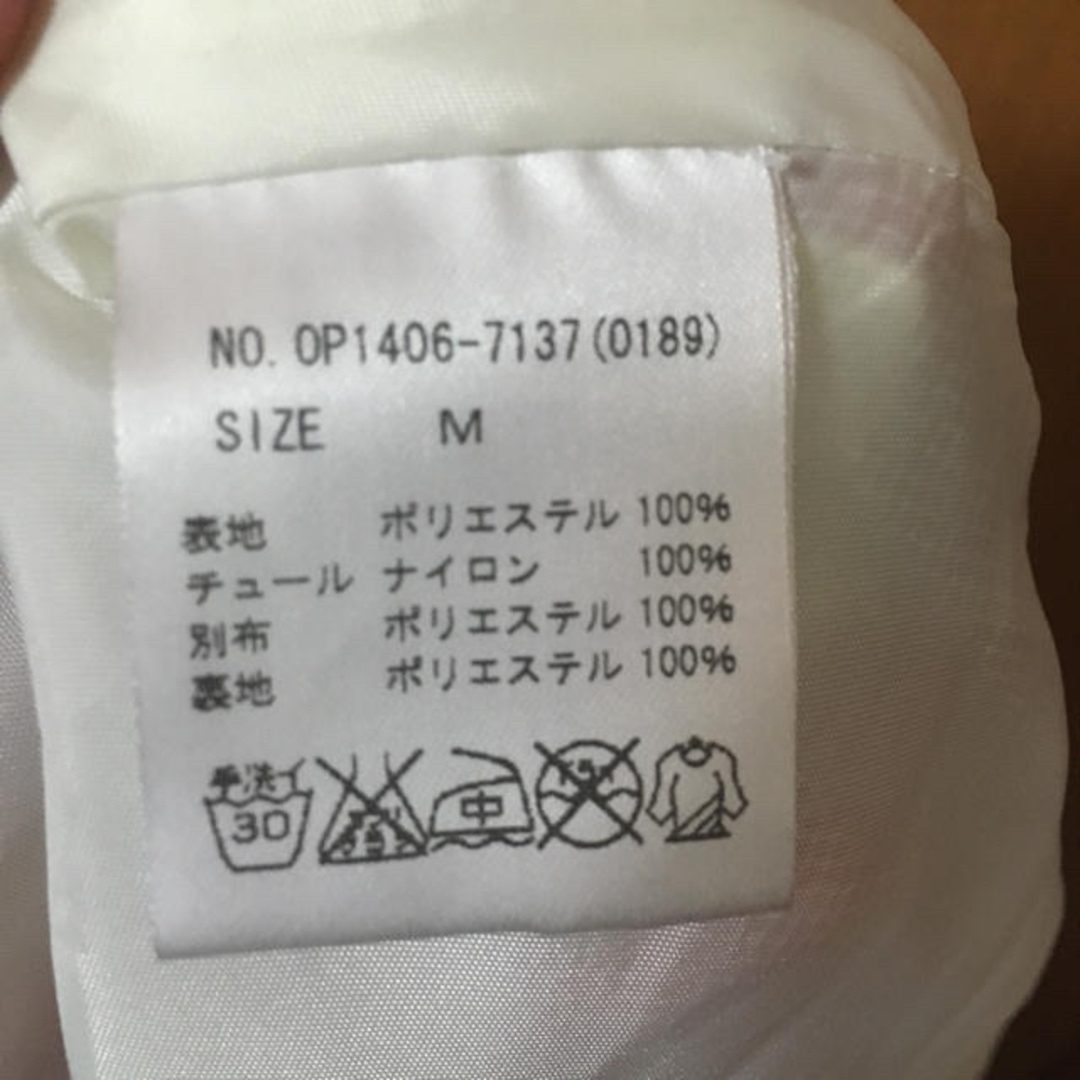 NO. OP1406-7137(0189)
SIZE M
表地 ポリエステル 100%
チュール ナイロン 100%
別布 ポリエステル 100%
裏地 ポリエステル 100%
手洗イ 30 中